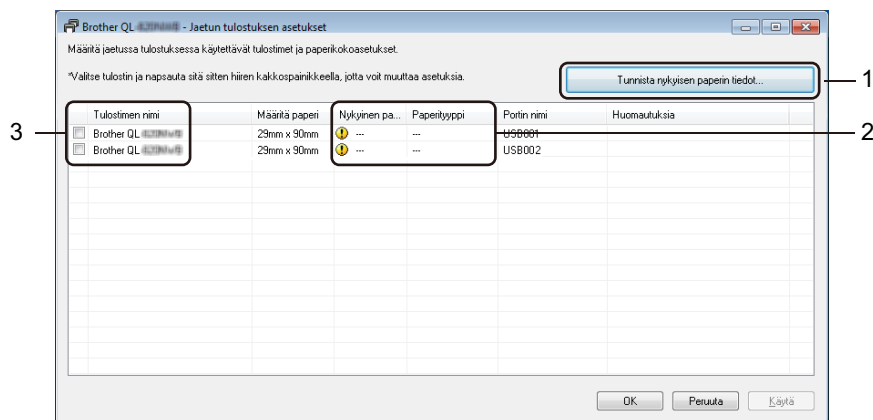 Brother QL - Jaetun tulostuksen asetukset
Määritä jaetussa tulostuksessa käytettävät tulostimet ja paperikokoasetukset.
*Valitse tulostin ja napsauta sitä sitten hiiren kakkospainikkeella, jotta voit muuttaa asetuksia.
Tunnista nykyisen paperin tiedot...
1
Tulostimen nimi Määritä paperi Nykyinen pa... Paperityyppi Portin nimi Huomautuksia
3
Brother QL 29mm x 90mm --- --- USB001
2
Brother QL 29mm x 90mm --- --- USB002
OK Peruuta Käytä